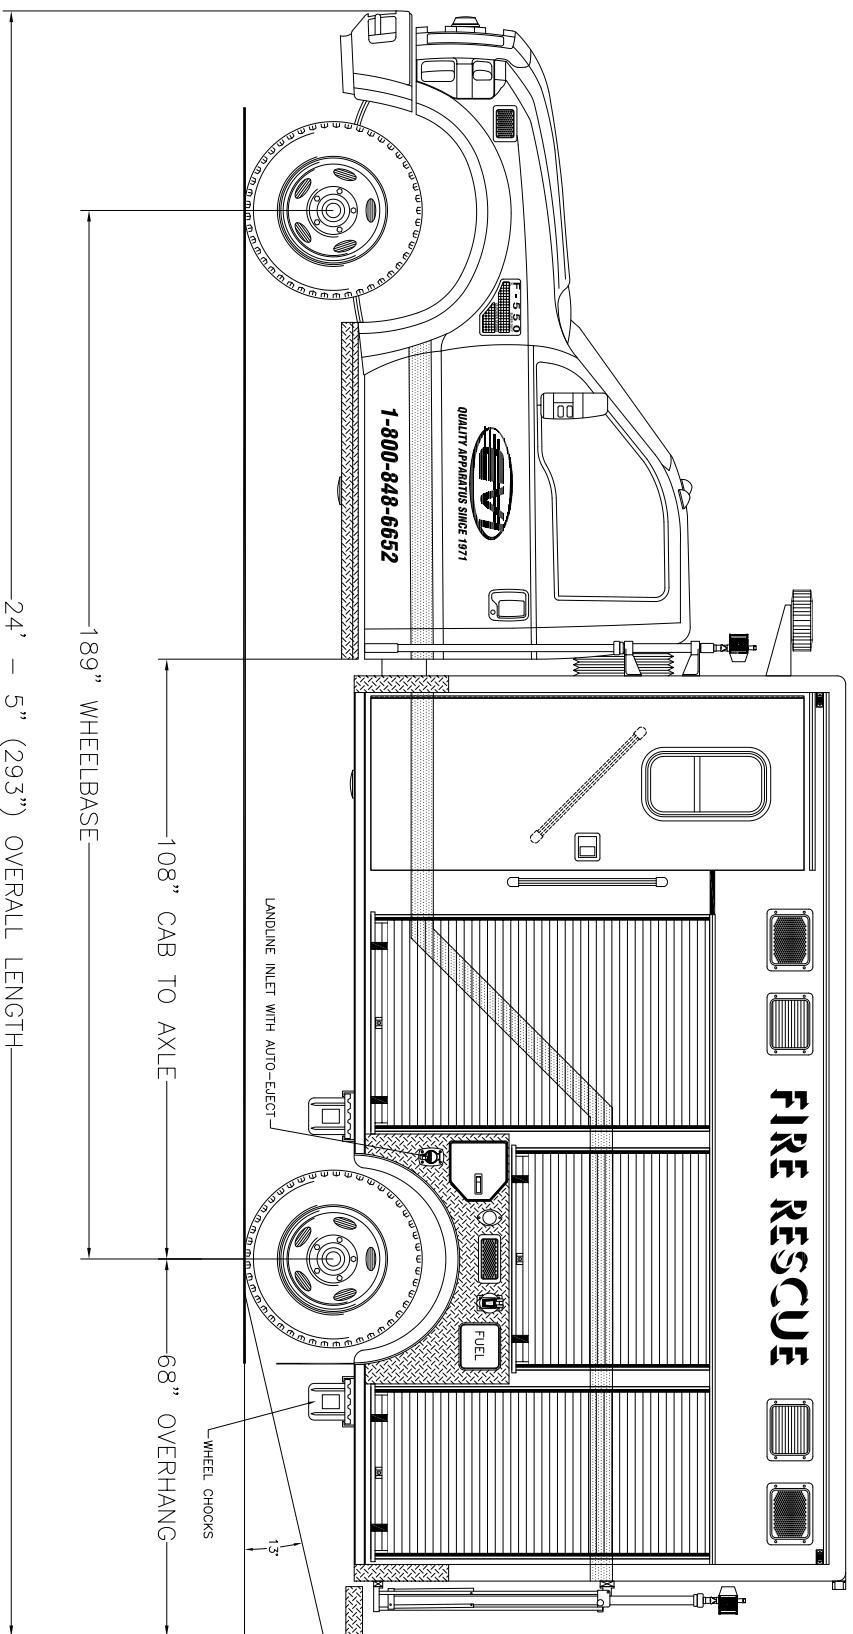 F-550
SVI
QUALITY APPARATUS SINCE 1971
1-800-848-6652
FIRE RESCUE
FUEL
LANDLINE INLET WITH AUTO-EJECT
WHEEL CHOCKS
13°
108" CAB TO AXLE
68" OVERHANG
189" WHEELBASE
24' - 5" (293") OVERALL LENGTH